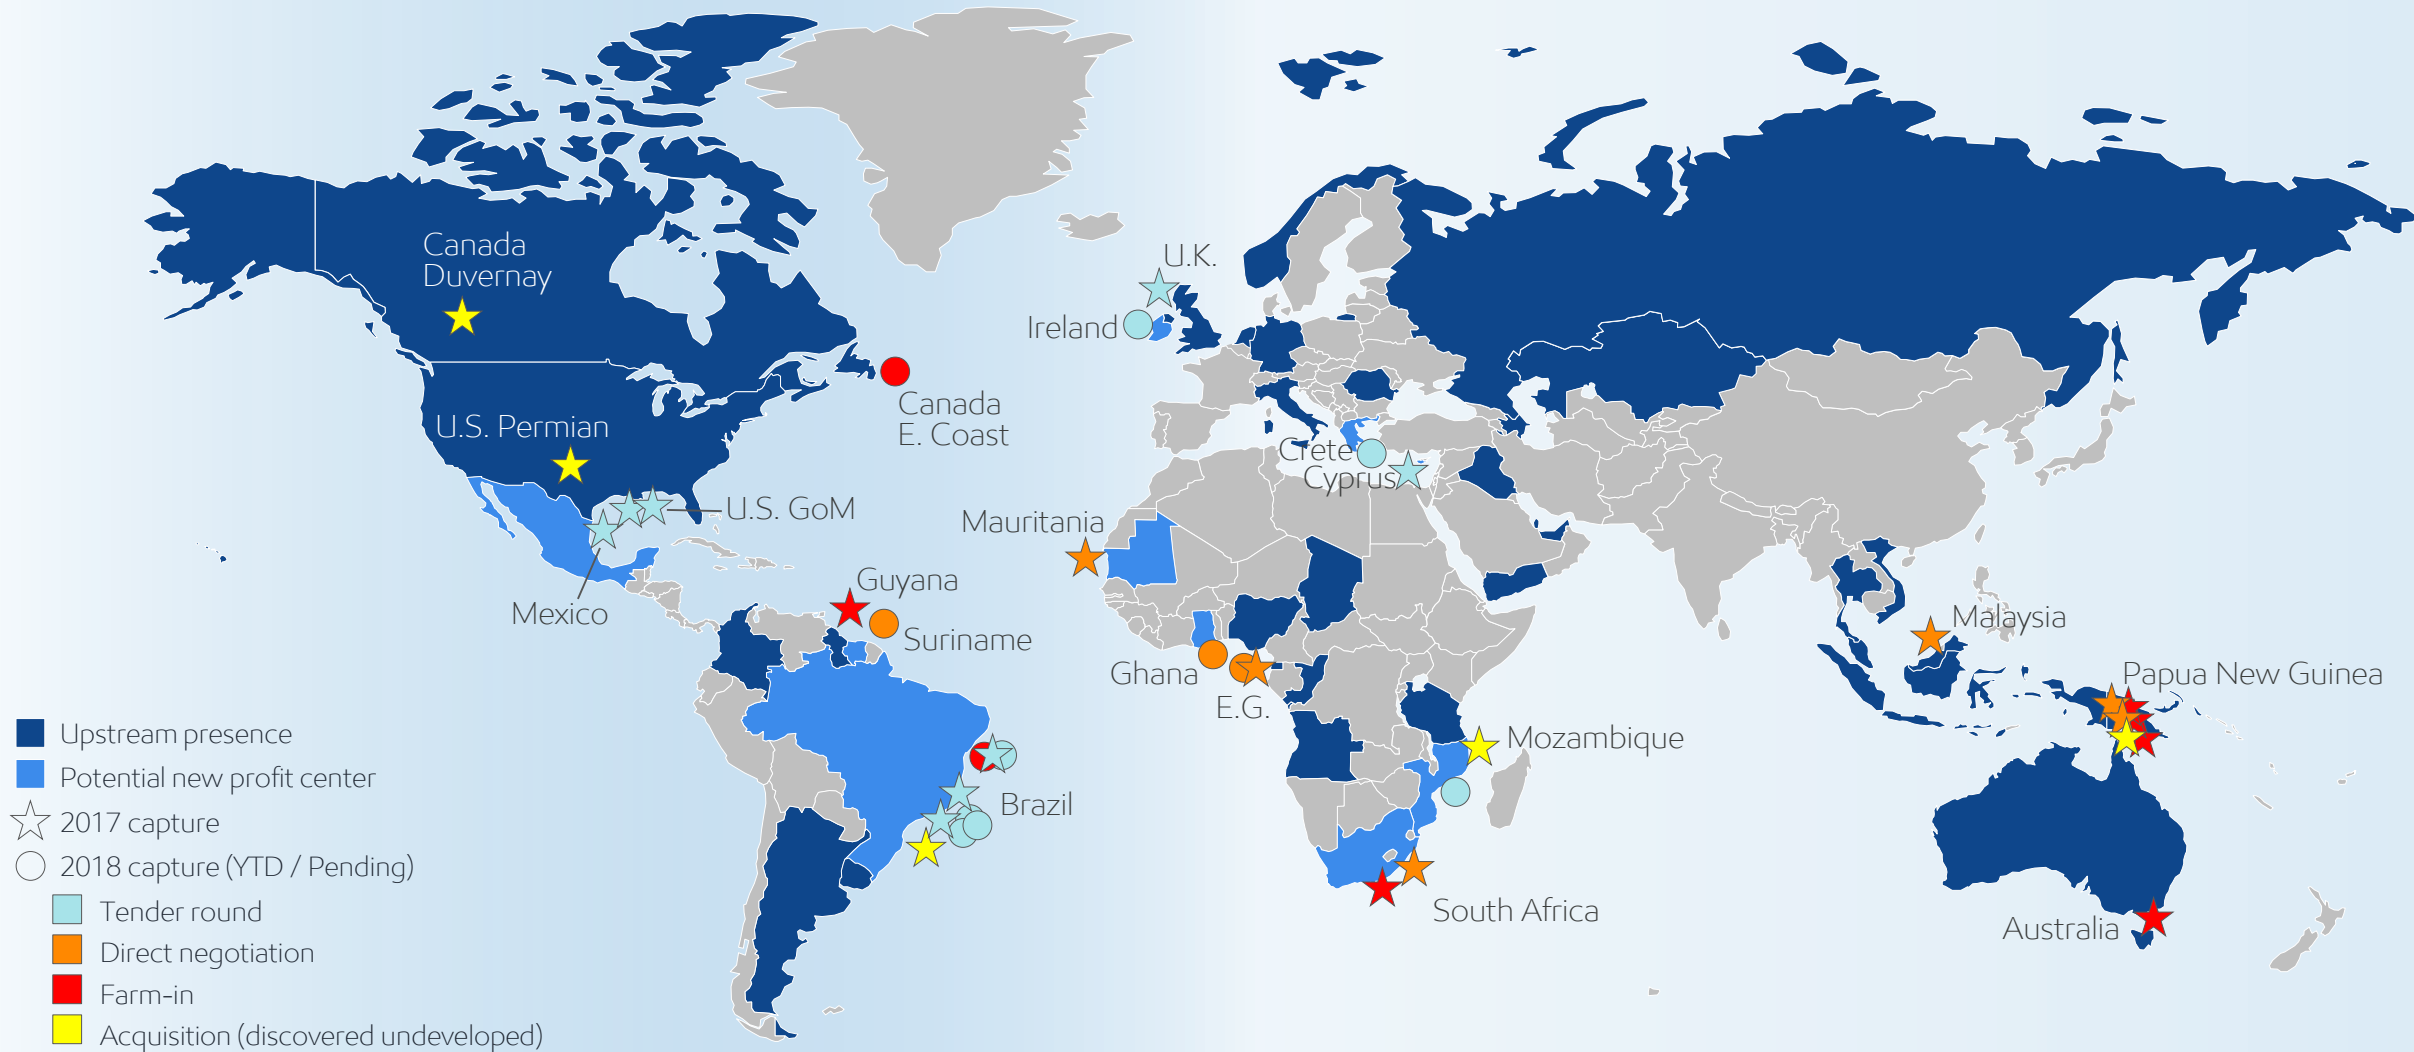 U.K.
Canada
Duvernay
Ireland
Canada
E. Coast
U.S. Permian
Crete
Cyprus
U.S. GoM
Mauritania
Guyana
Mexico
Suriname
Malaysia
Ghana
Papua New Guinea
E.G.
Upstream presence
Mozambique
Potential new profit center
Brazil
2017 capture
2018 capture (YTD / Pending)
Tender round
South Africa
Australia
Direct negotiation
Farm-in
Acquisition (discovered undeveloped)